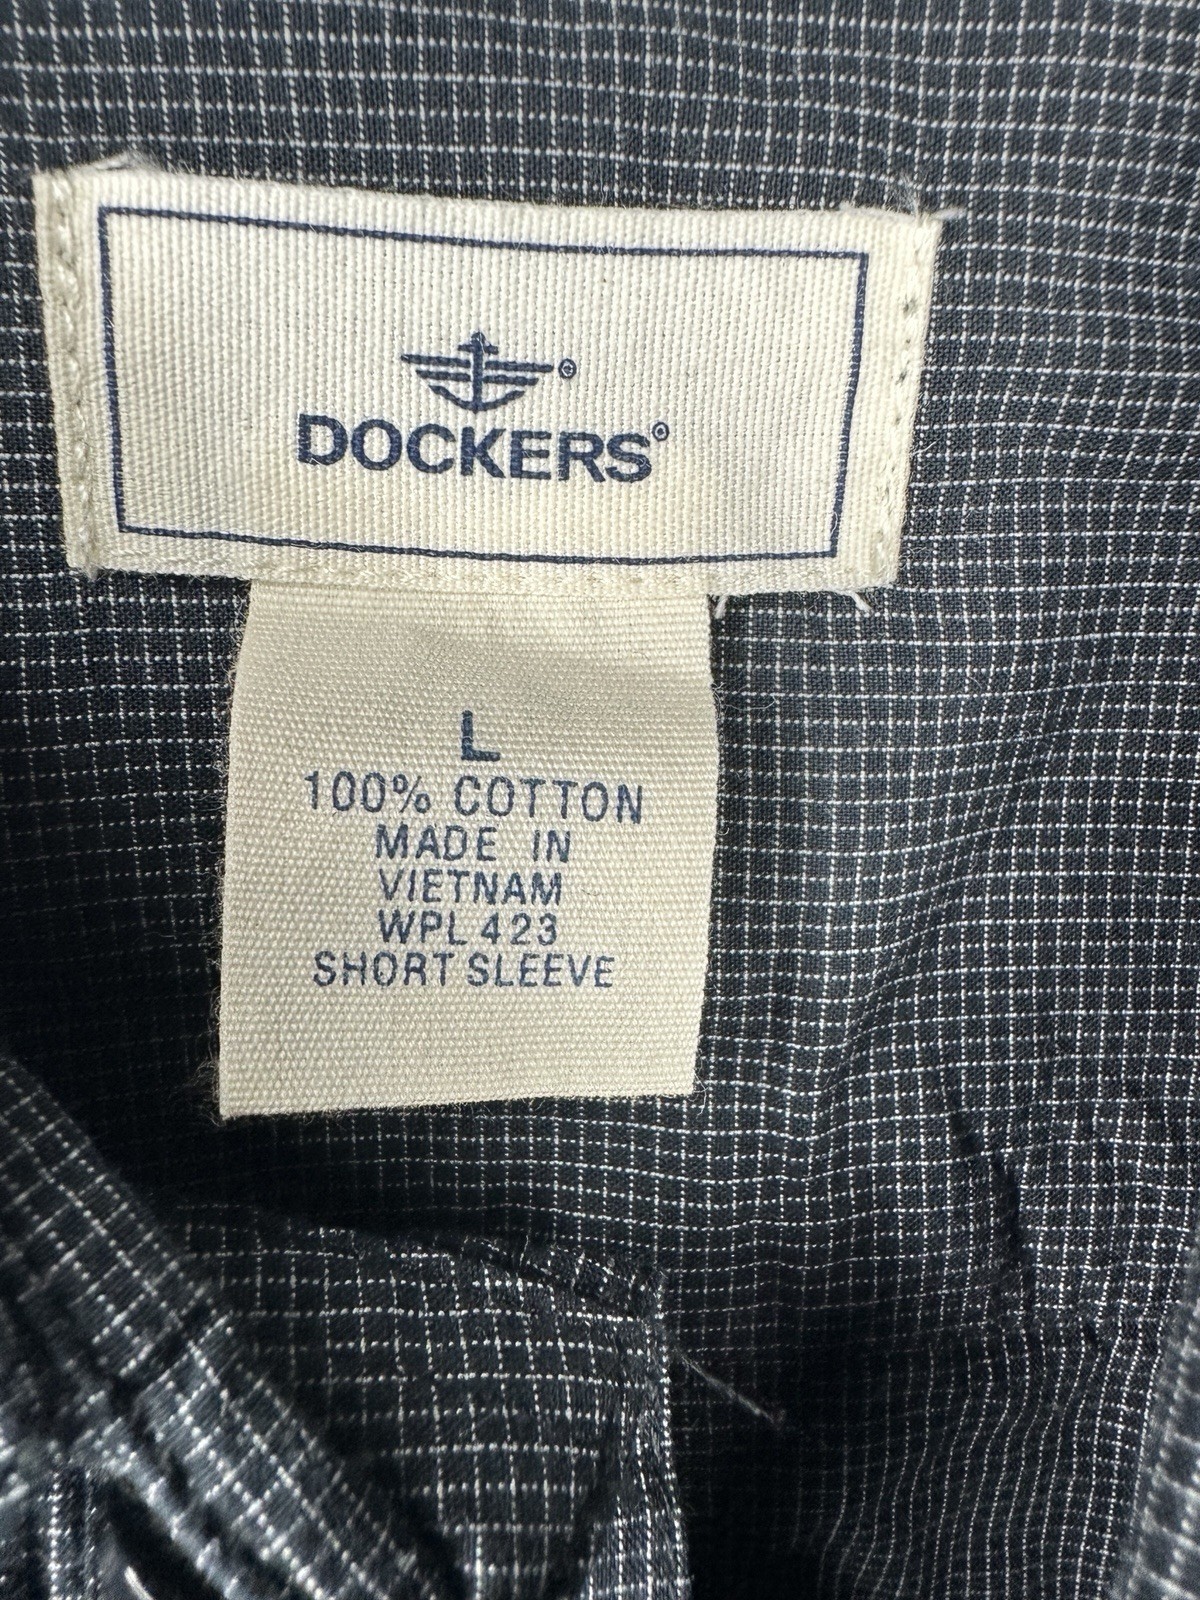 ®
DOCKERS®
L
100% COTTON
MADE IN
VIETNAM
WPL 423
SHORT SLEEVE